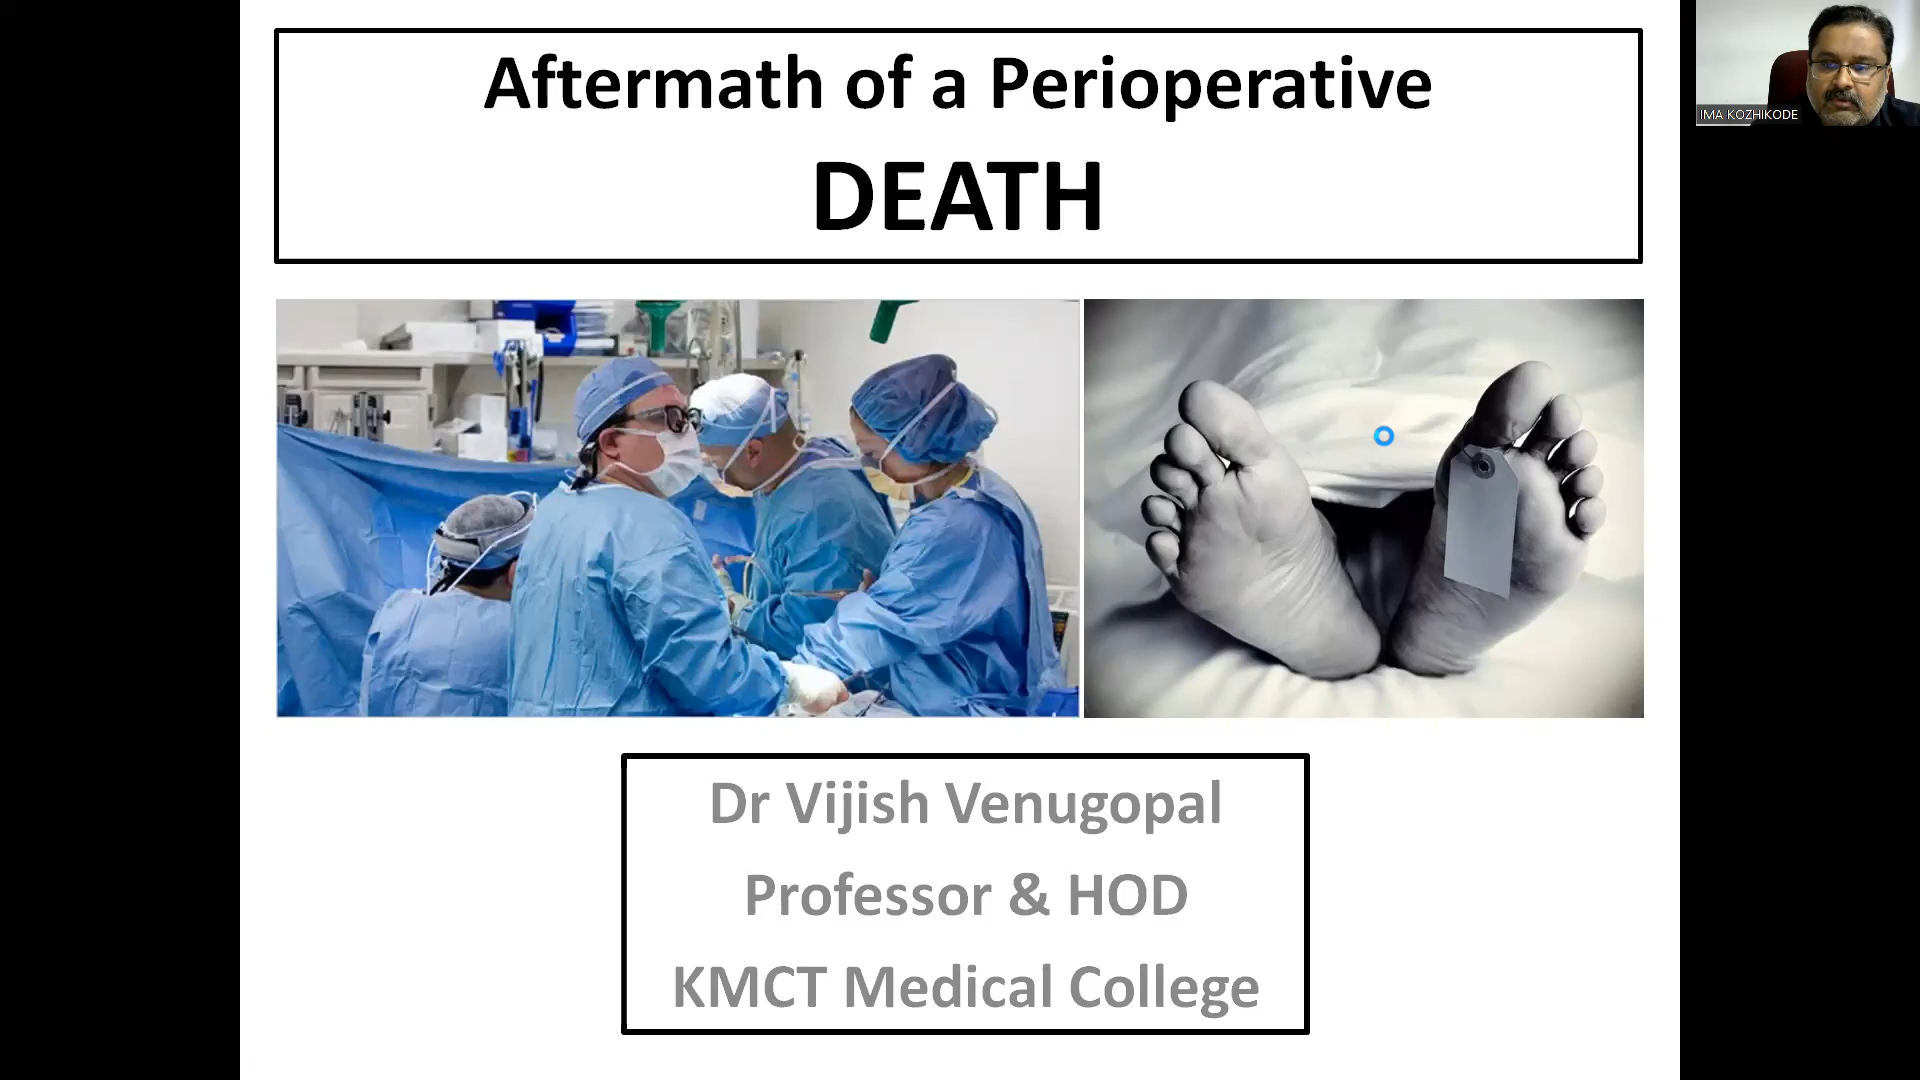 Aftermath of a Perioperative
DEATH
IMA KOZHIKODE
Dr Vijish Venugopal
Professor & HOD
KMCT Medical College